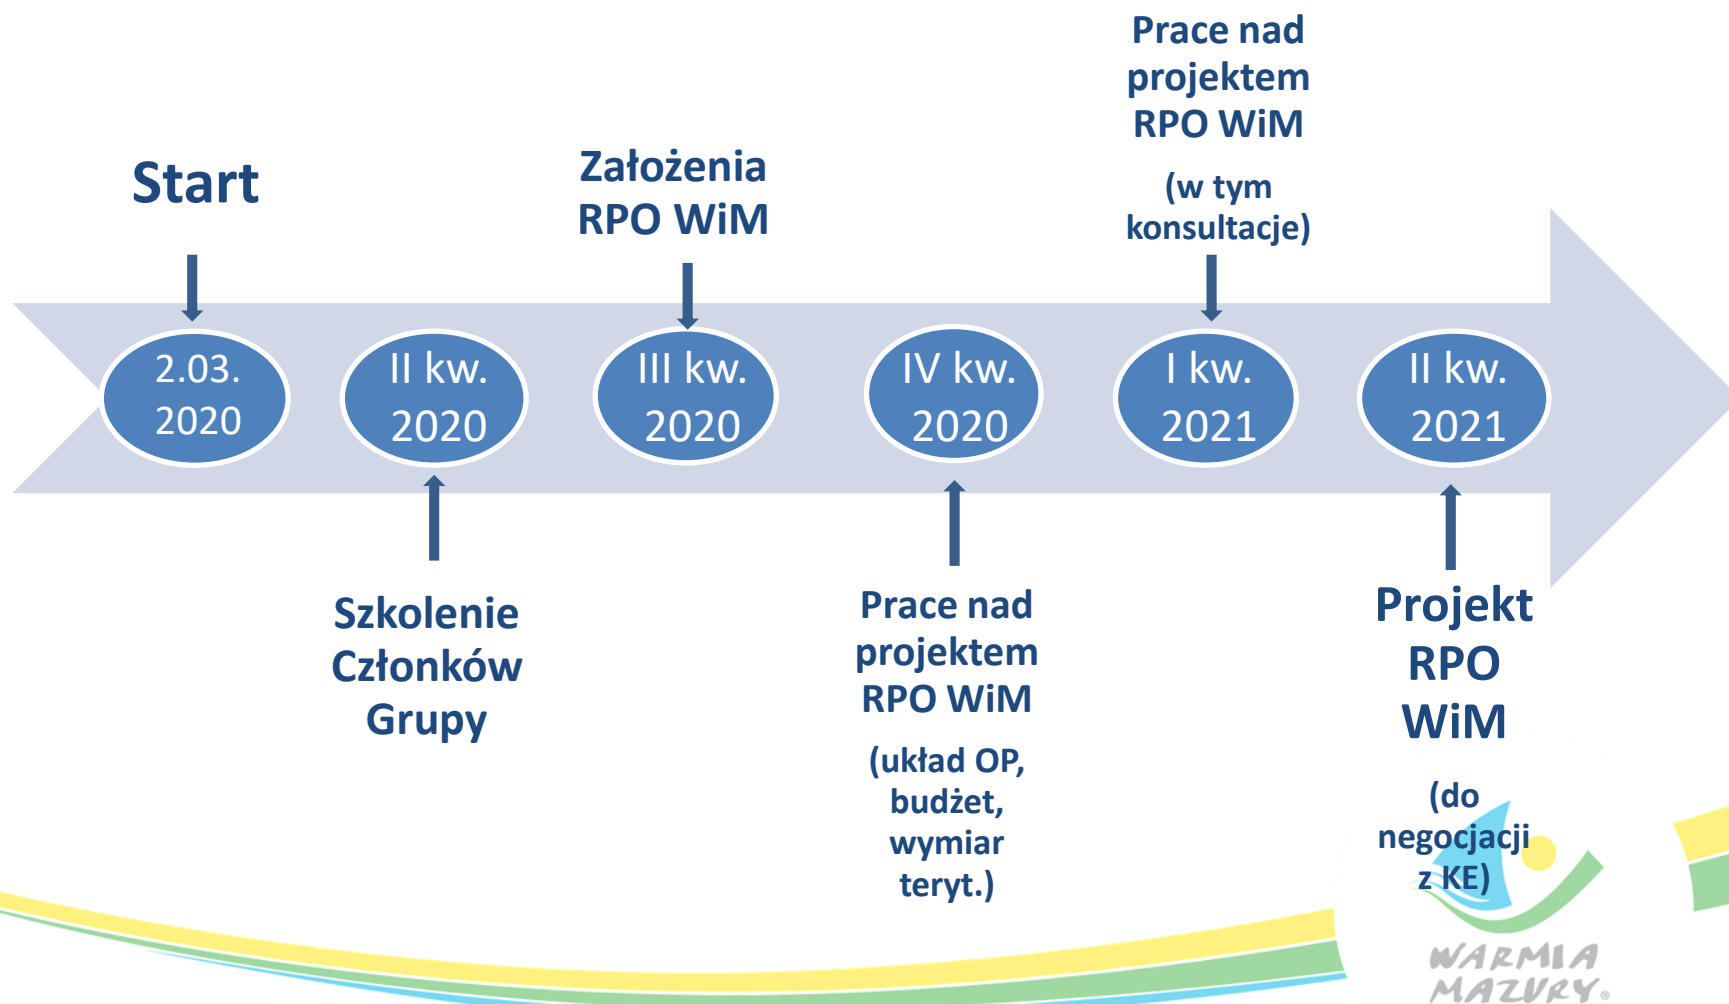 Start
2.03.
2020
II kw.
2020
Szkolenie
Członków
Grupy
Założenia
RPO WiM
III kw.
2020
IV kw.
2020
Prace nad
projektem
RPO WiM
(układ OP,
budżet,
wymiar
teryt.)
Prace nad
projektem
RPO WiM
(w tym
konsultacje)
I kw.
2021
II kw.
2021
Projekt
RPO
WiM
(do
negocjacji
z KE)
WARMIA
MAZURY®